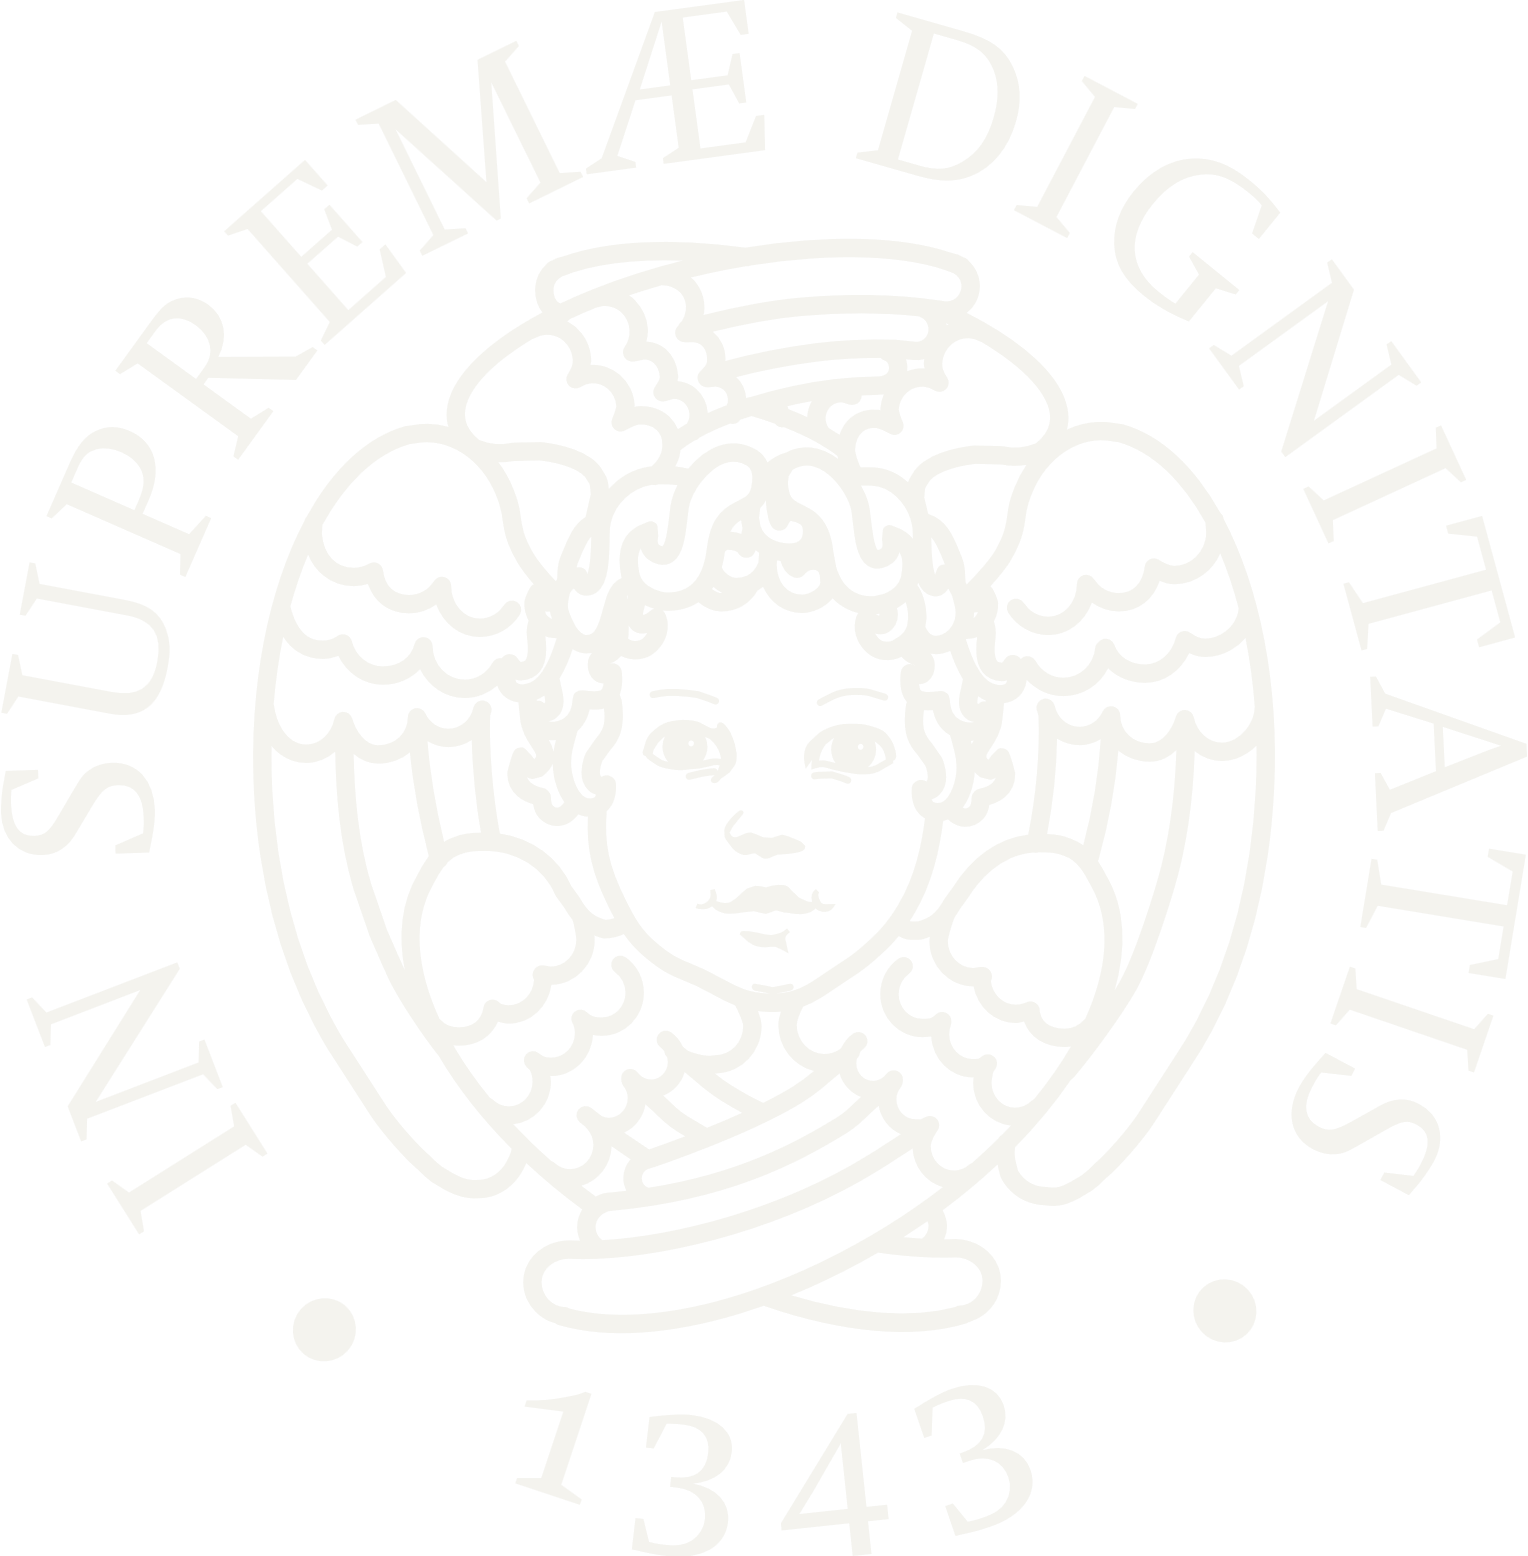 IN SUPREMÆ DIGNITATIS
1343